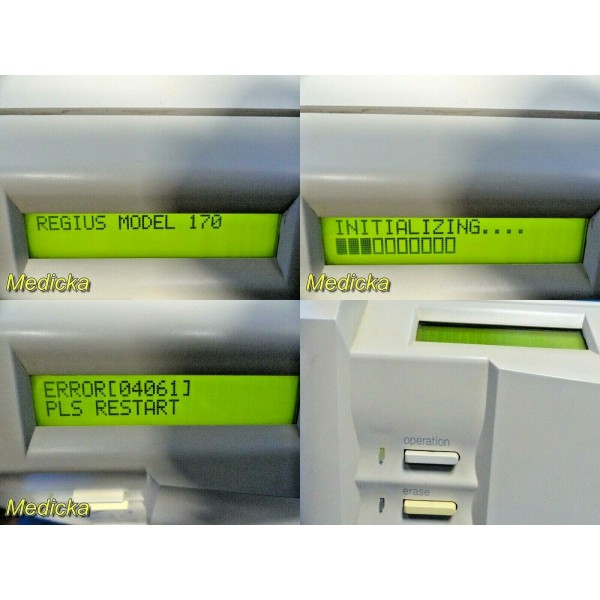 REGIUS MODEL 170
Medicka
INITIALIZING....
Medicka
ERROR[04061]
PLS RESTART
Medicka
operation
erase